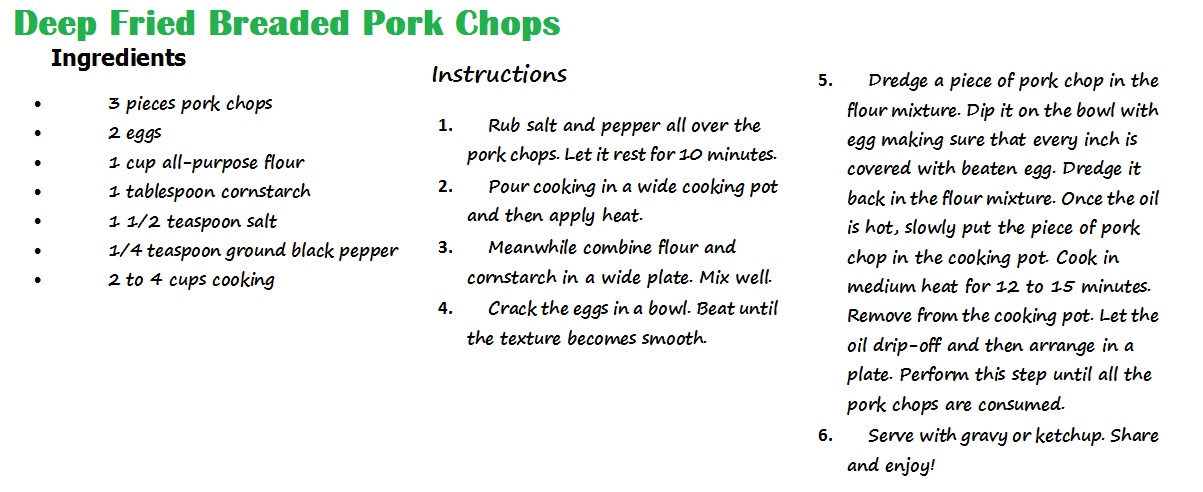 Deep Fried Breaded Pork Chops
Ingredients
• 3 pieces pork chops
• 2 eggs
• 1 cup all-purpose flour
• 1 tablespoon cornstarch
• 1 1/2 teaspoon salt
• 1/4 teaspoon ground black pepper
• 2 to 4 cups cooking
Instructions
1. Rub salt and pepper all over the
pork chops. Let it rest for 10 minutes.
2. Pour cooking in a wide cooking pot
and then apply heat.
3. Meanwhile combine flour and
cornstarch in a wide plate. Mix well.
4. Crack the eggs in a bowl. Beat until
the texture becomes smooth.
5. Dredge a piece of pork chop in the
flour mixture. Dip it on the bowl with
egg making sure that every inch is
covered with beaten egg. Dredge it
back in the flour mixture. Once the oil
is hot, slowly put the piece of pork
chop in the cooking pot. Cook in
medium heat for 12 to 15 minutes.
Remove from the cooking pot. Let the
oil drip-off and then arrange in a
plate. Perform this step until all the
pork chops are consumed.
6. Serve with gravy or ketchup. Share
and enjoy!